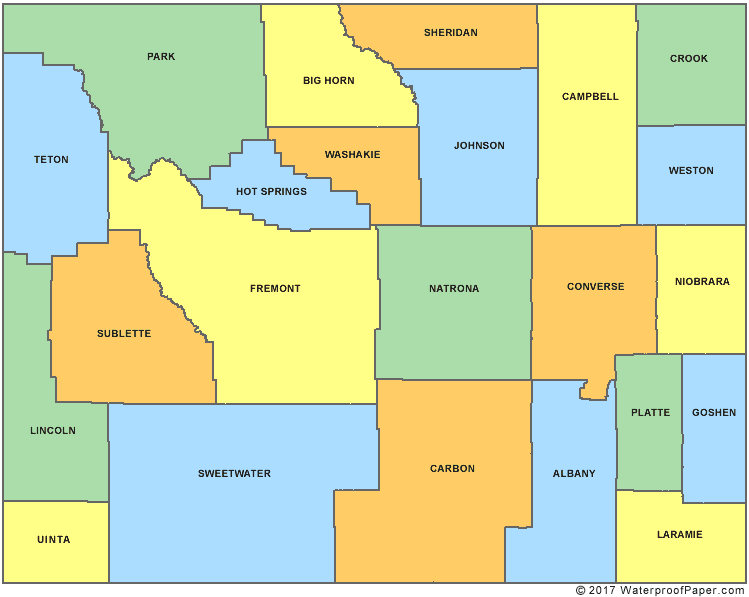 SHERIDAN
PARK
CROOK
BIG HORN
CAMPBELL
JOHNSON
WASHAKIE
TETON
WESTON
HOT SPRINGS
NIOBRARA
CONVERSE
FREMONT
NATRONA
SUBLETTE
PLATTE
GOSHEN
LINCOLN
CARBON
SWEETWATER
ALBANY
LARAMIE
UINTA
© 2017 WaterproofPaper.com